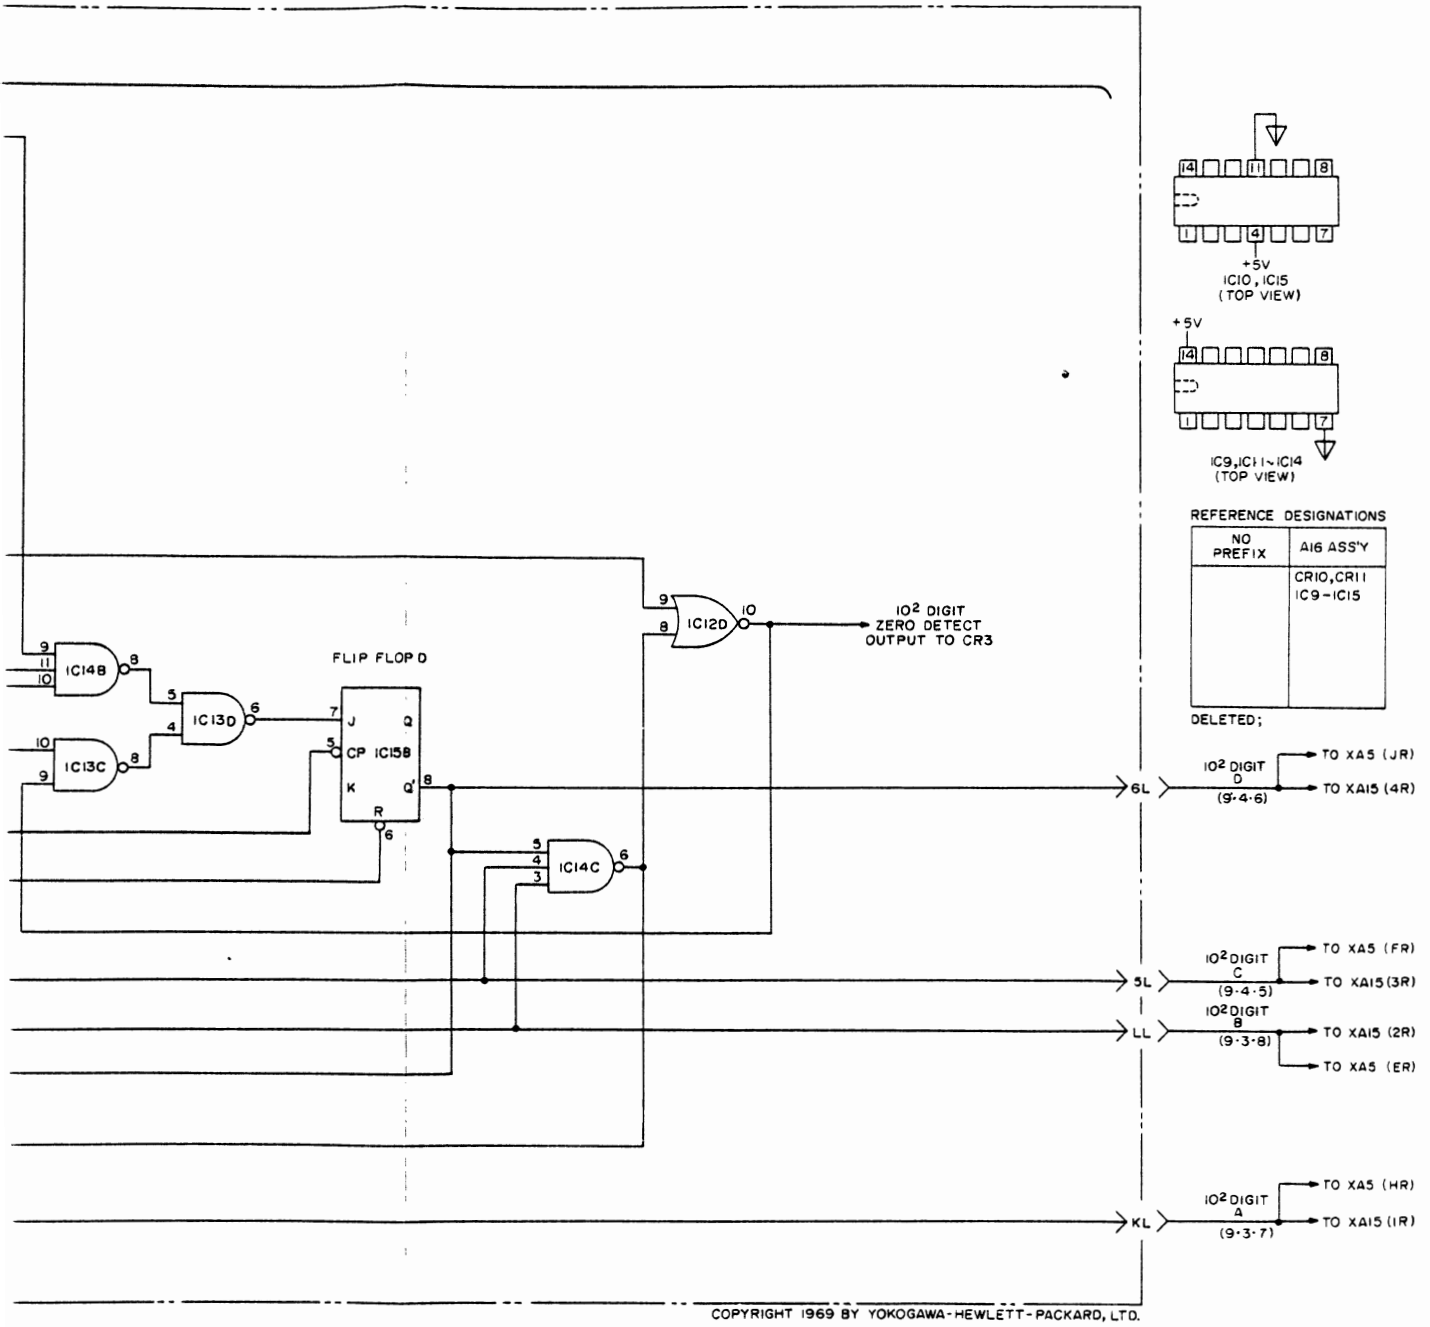 14 11 8
1 4 7
+5V
IC10, IC15
(TOP VIEW)
+5V
14 8
1 7
IC9,IC11~IC14
(TOP VIEW)
REFERENCE DESIGNATIONS
NO
PREFIX
A16 ASS'Y
CR10,CR11
IC9-IC15
DELETED;
9
11
10
IC14B
8
10
9
IC13C
8
5
4
IC13D
6
FLIP FLOP D
7
J
Q
5
CP
IC15B
K
Q'
8
R
6
9
8
IC12D
10
10² DIGIT
ZERO DETECT
OUTPUT TO CR3
5
4
3
IC14C
6
6L
10² DIGIT
D
(9·4·6)
TO XA5 (JR)
TO XA15 (4R)
5L
10² DIGIT
C
(9·4·5)
TO XA5 (FR)
TO XA15 (3R)
LL
10² DIGIT
B
(9·3·8)
TO XA15 (2R)
TO XA5 (ER)
KL
10² DIGIT
A
(9·3·7)
TO XA5 (HR)
TO XA15 (1R)
COPYRIGHT 1969 BY YOKOGAWA-HEWLETT-PACKARD, LTD.